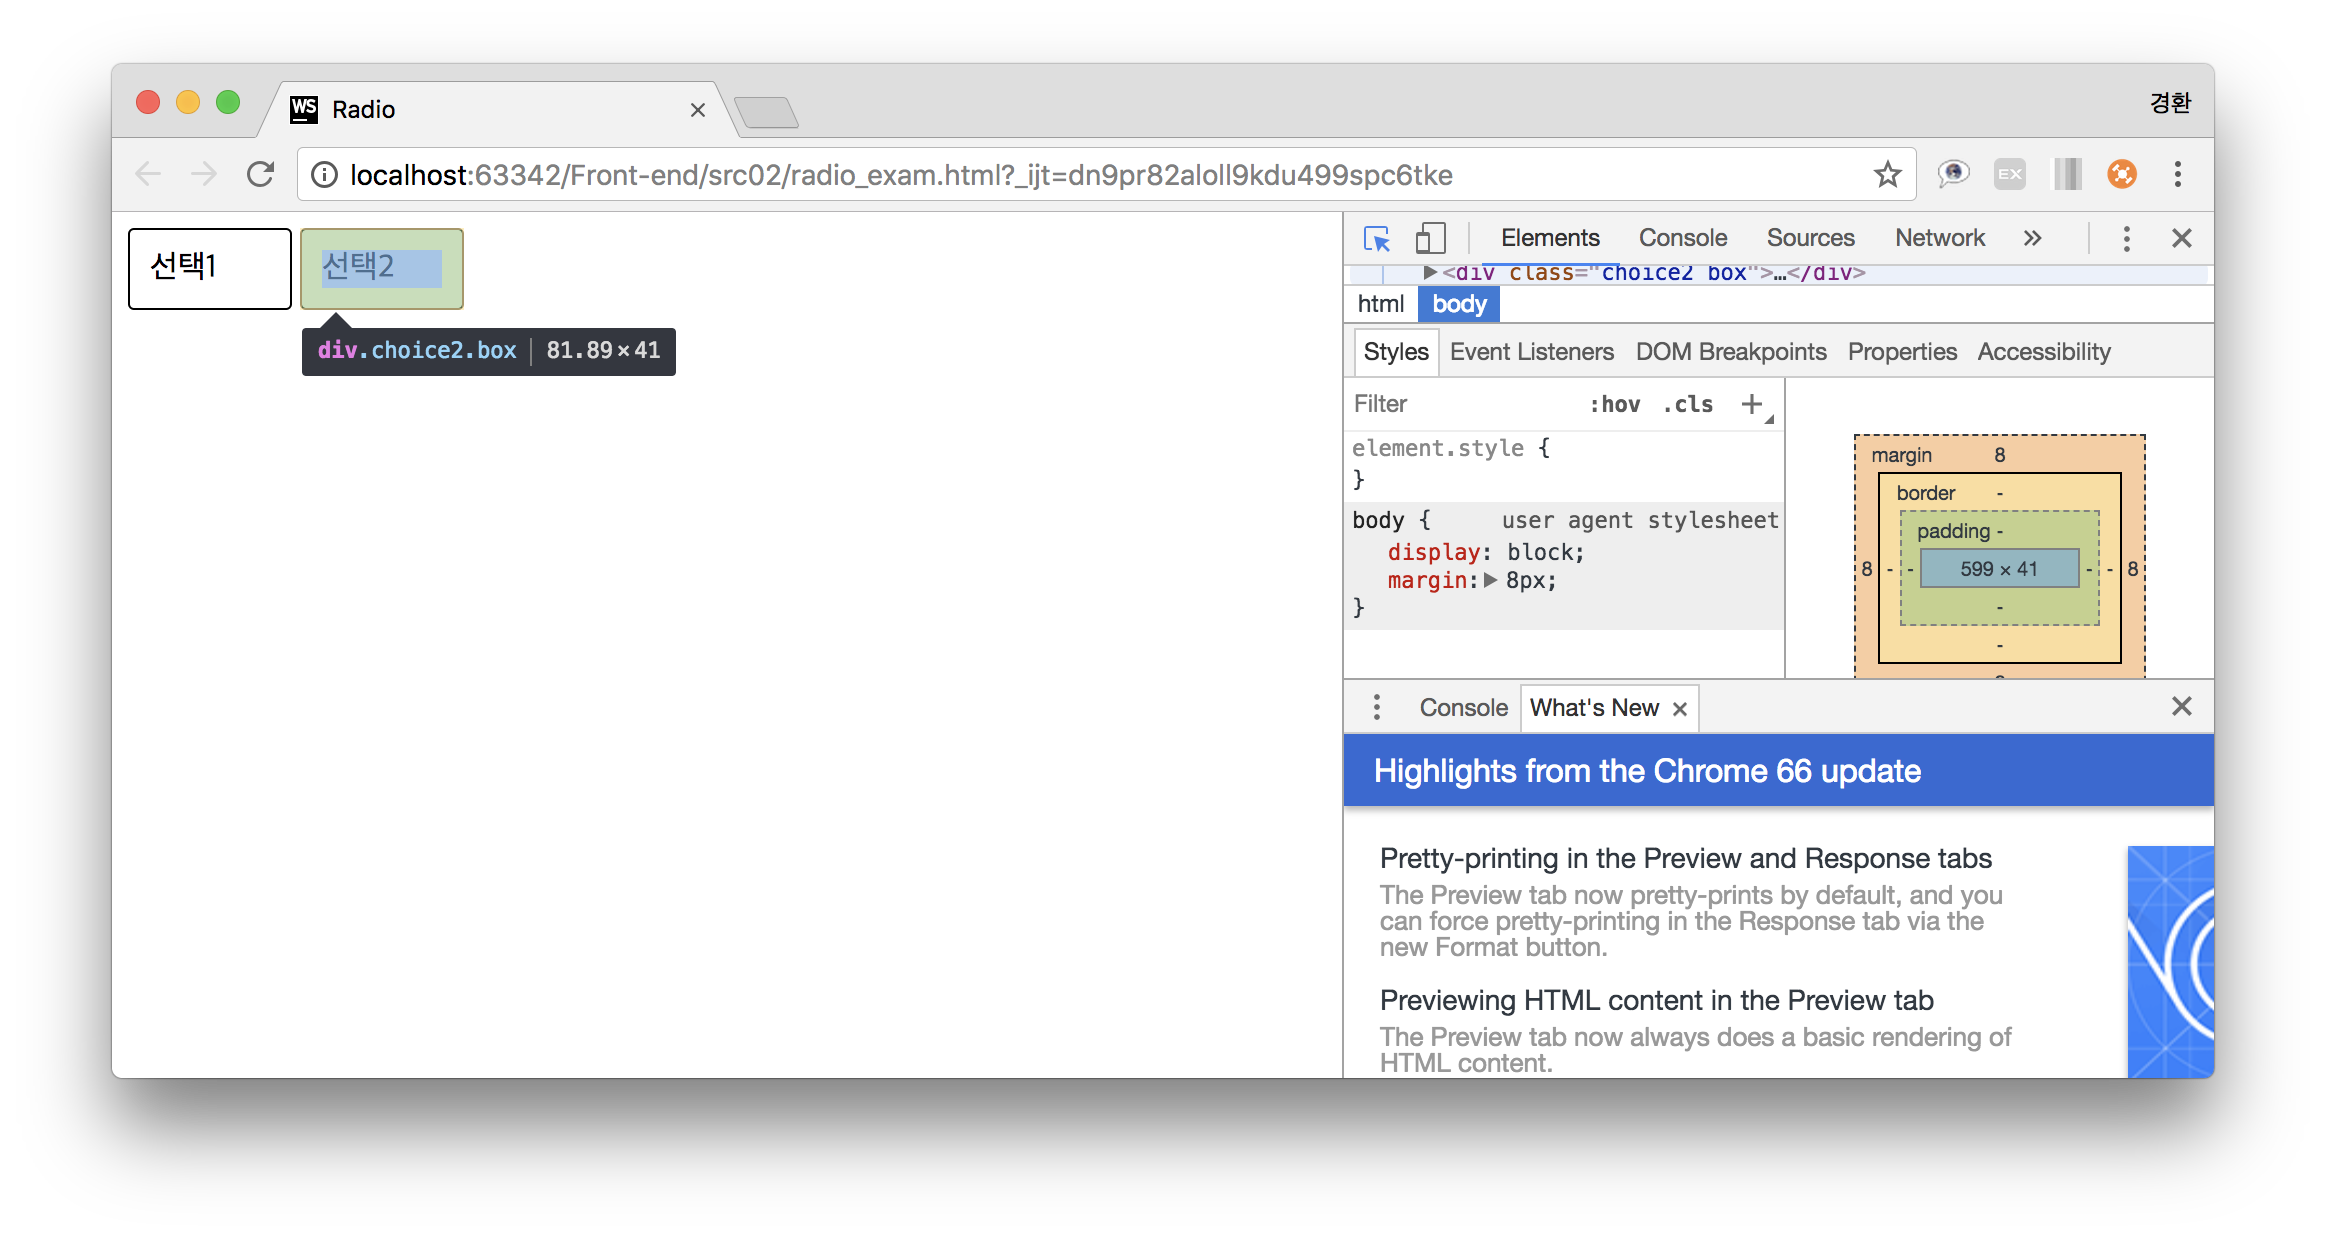 WS Radio
경환
localhost:63342/Front-end/src02/radio_exam.html?_ijt=dn9pr82aloll9kdu499spc6tke
EX
선택1
선택2
div.choice2.box 81.89×41
Elements Console Sources Network
<div class="choice2 box">…</div>
html body
Styles Event Listeners DOM Breakpoints Properties Accessibility
Filter :hov .cls +
element.style {
}
body { user agent stylesheet
display: block;
margin: 8px;
}
margin 8
border -
padding -
8 - - 599 × 41 - - 8
-
-
Console What's New
Highlights from the Chrome 66 update
Pretty-printing in the Preview and Response tabs
The Preview tab now pretty-prints by default, and you
can force pretty-printing in the Response tab via the
new Format button.
Previewing HTML content in the Preview tab
The Preview tab now always does a basic rendering of
HTML content.